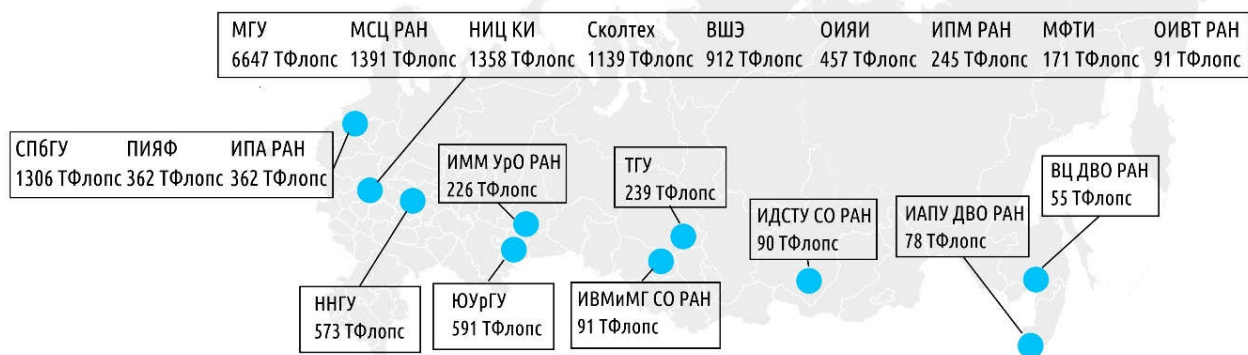 МГУ МСЦ РАН НИЦ КИ Сколтех ВШЭ ОИЯИ ИПМ РАН МФТИ ОИВТ РАН
6647 ТФлопс 1391 ТФлопс 1358 ТФлопс 1139 ТФлопс 912 ТФлопс 457 ТФлопс 245 ТФлопс 171 ТФлопс 91 ТФлопс
СПбГУ ПИЯФ ИПА РАН
1306 ТФлопс 362 ТФлопс 362 ТФлопс
ИММ УрО РАН
226 ТФлопс
ТГУ
239 ТФлопс
ВЦ ДВО РАН
55 ТФлопс
ИДСТУ СО РАН
90 ТФлопс
ИАПУ ДВО РАН
78 ТФлопс
ННГУ
573 ТФлопс
ЮУрГУ
591 ТФлопс
ИВМиМГ СО РАН
91 ТФлопс